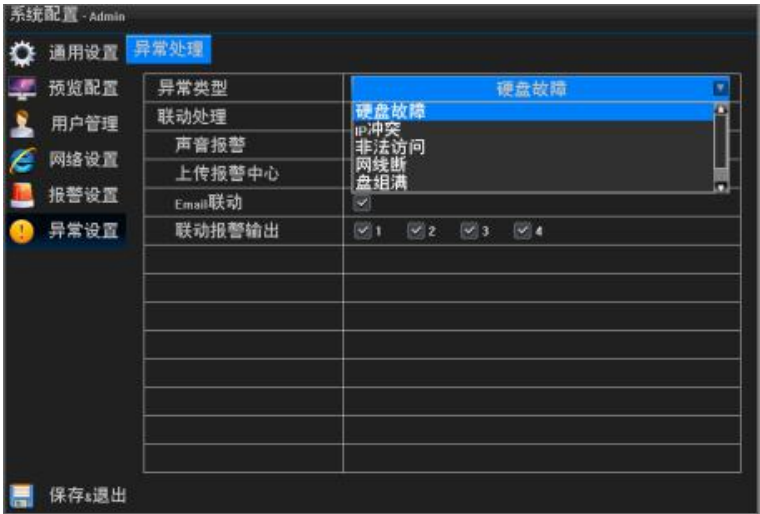 系统配置 - Admin
通用设置
异常处理
预览配置
用户管理
网络设置
报警设置
异常设置
异常类型
硬盘故障
联动处理
硬盘故障
IP冲突
声音报警
非法访问
上传报警中心
网线断
盘组满
Email联动
联动报警输出
1 2 3 4
保存&退出